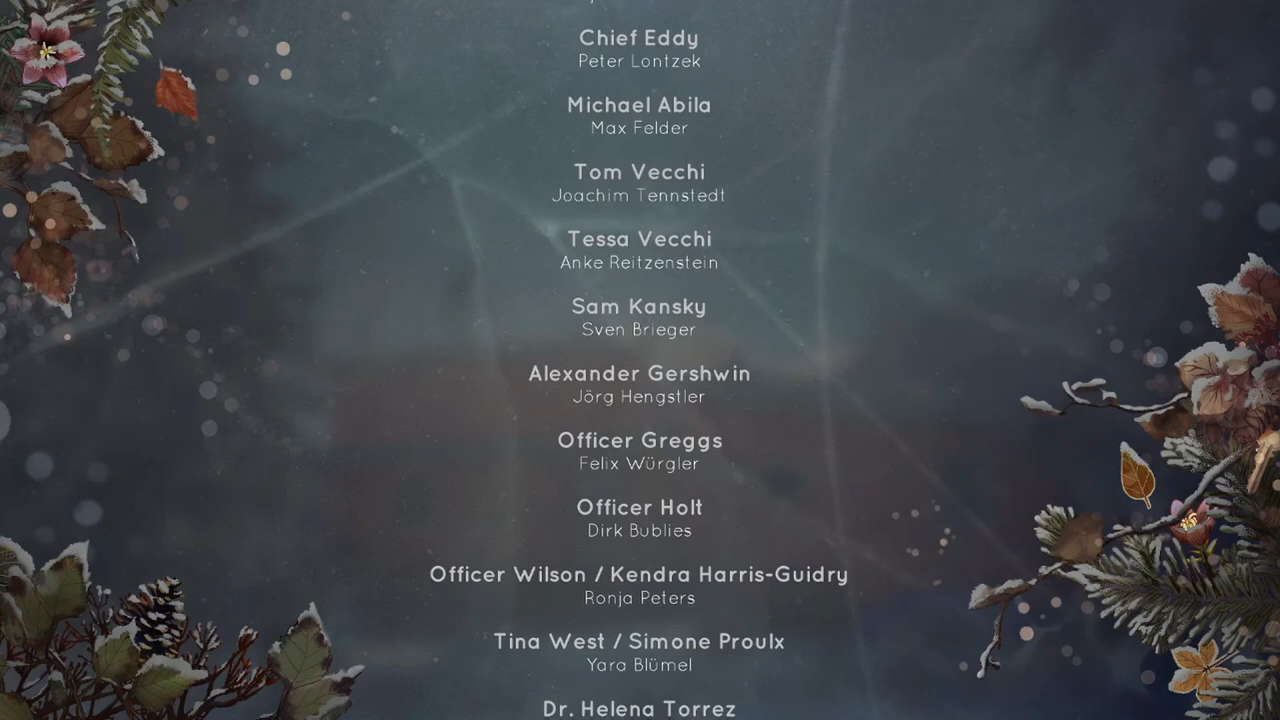 Chief Eddy
Peter Lontzek
Michael Abila
Max Felder
Tom Vecchi
Joachim Tennstedt
Tessa Vecchi
Anke Reitzenstein
Sam Kansky
Sven Brieger
Alexander Gershwin
Jörg Hengstler
Officer Greggs
Felix Würgler
Officer Holt
Dirk Bublies
Officer Wilson / Kendra Harris-Guidry
Ronja Peters
Tina West / Simone Proulx
Yara Blümel
Dr. Helena Torrez